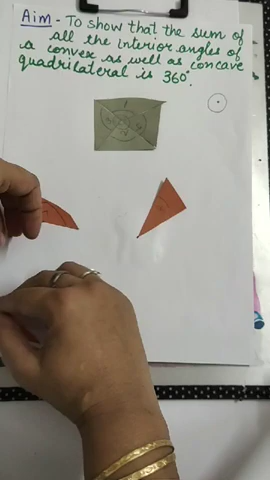 Aim - To show that the sum of
all the interior angles of
a convex as well as concave
quadrilateral is 360°.